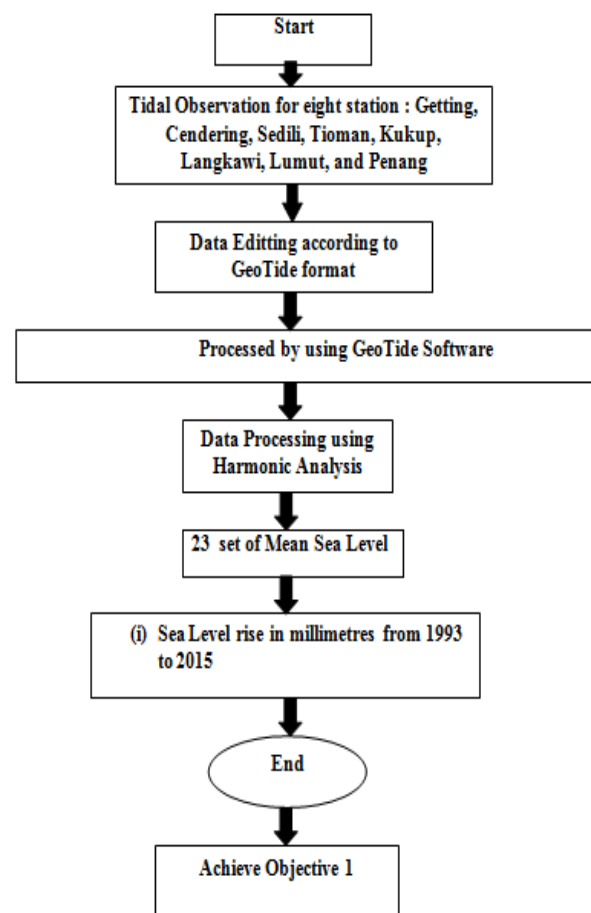 Start
Tidal Observation for eight station : Getting,
Cendering, Sedili, Tioman, Kukup,
Langkawi, Lumut, and Penang
Data Editting according to
GeoTide format
Processed by using GeoTide Software
Data Processing using
Harmonic Analysis
23 set of Mean Sea Level
(i) Sea Level rise in millimetres from 1993
to 2015
End
Achieve Objective 1